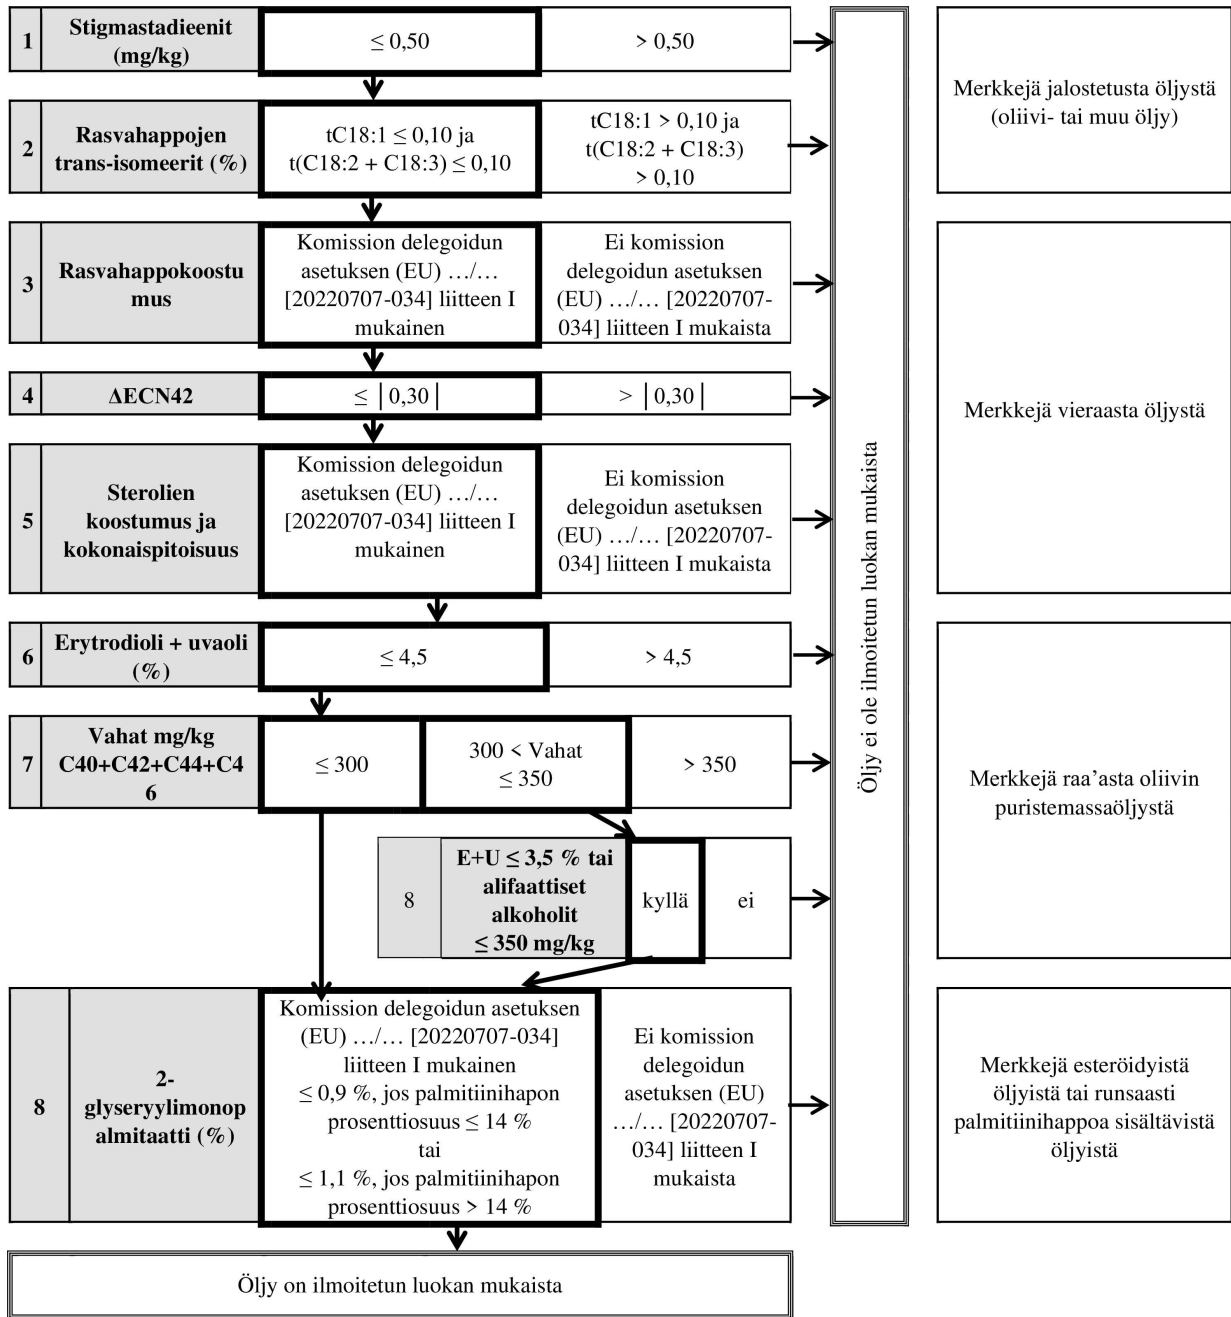 1
Stigmastadieenit
(mg/kg)
≤ 0,50
> 0,50
Merkkejä jalostetusta öljystä
(oliivi- tai muu öljy)
2
Rasvahappojen
trans-isomeerit (%)
tC18:1 ≤ 0,10 ja
t(C18:2 + C18:3) ≤ 0,10
tC18:1 > 0,10 ja
t(C18:2 + C18:3)
> 0,10
3
Rasvahappokoostu
mus
Komission delegoidun
asetuksen (EU) …/…
[20220707-034] liitteen I
mukainen
Ei komission
delegoidun asetuksen
(EU) …/… [20220707-
034] liitteen I mukaista
Merkkejä vieraasta öljystä
4
ΔECN42
≤ |0,30|
> |0,30|
5
Sterolien
koostumus ja
kokonaispitoisuus
Komission delegoidun
asetuksen (EU) …/…
[20220707-034] liitteen I
mukainen
Ei komission
delegoidun asetuksen
(EU) …/… [20220707-
034] liitteen I mukaista
Öljy ei ole ilmoitetun luokan mukaista
6
Erytrodioli + uvaoli
(%)
≤ 4,5
> 4,5
Merkkejä raa’asta oliivin
puristemassaöljystä
7
Vahat mg/kg
C40+C42+C44+C4
6
≤ 300
300 < Vahat
≤ 350
> 350
8
E+U ≤ 3,5 % tai
alifaattiset
alkoholit
≤ 350 mg/kg
kyllä
ei
8
2-
glyseryylimonop
almitaatti (%)
Komission delegoidun asetuksen
(EU) …/… [20220707-034]
liitteen I mukainen
≤ 0,9 %, jos palmitiinihapon
prosenttiosuus ≤ 14 %
tai
≤ 1,1 %, jos palmitiinihapon
prosenttiosuus > 14 %
Ei komission
delegoidun
asetuksen (EU)
…/… [20220707-
034] liitteen I
mukaista
Merkkejä esteröidyistä
öljyistä tai runsaasti
palmitiinihappoa sisältävistä
öljyistä
Öljy on ilmoitetun luokan mukaista